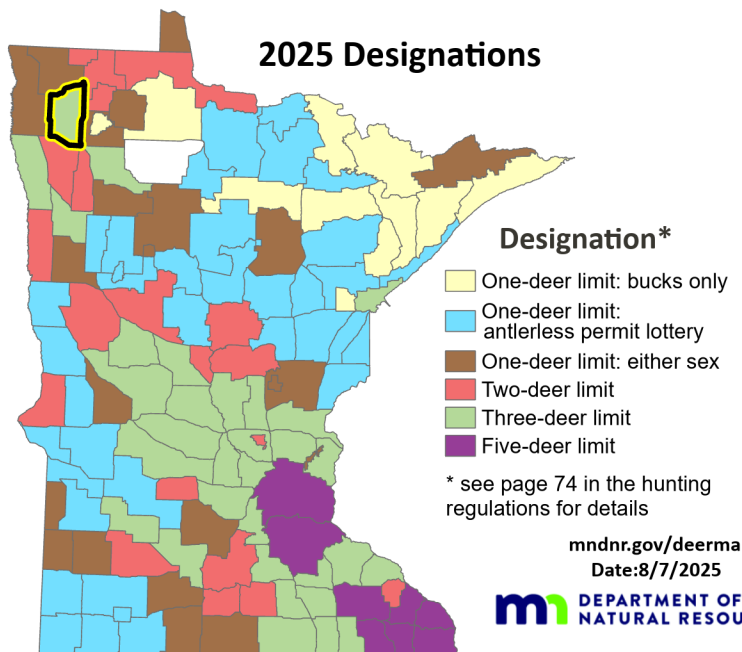 2025 Designations
Designation*
One-deer limit: bucks only
One-deer limit:
antlerless permit lottery
One-deer limit: either sex
Two-deer limit
Three-deer limit
Five-deer limit
* see page 74 in the hunting
regulations for details
mndnr.gov/deerma
Date:8/7/2025
mn DEPARTMENT OF
NATURAL RESOU